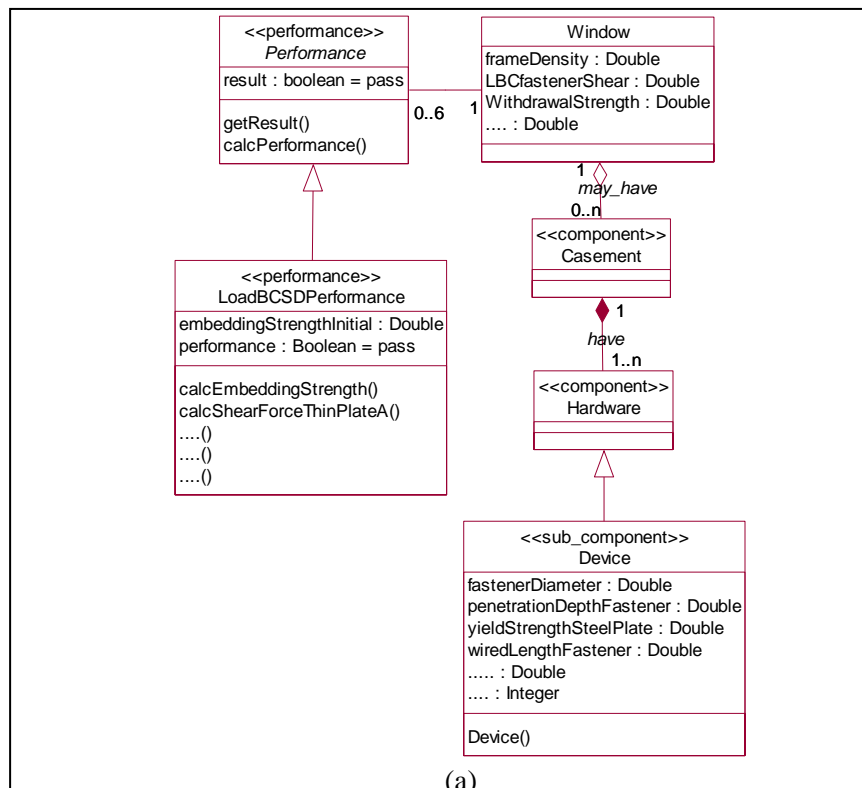 <<performance>>
Performance
result : boolean = pass
getResult()
calcPerformance()
0..6
1
Window
frameDensity : Double
LBCfastenerShear : Double
WithdrawalStrength : Double
.... : Double
1
may_have
0..n
<<component>>
Casement
1
have
1..n
<<component>>
Hardware
<<performance>>
LoadBCSDPerformance
embeddingStrengthInitial : Double
performance : Boolean = pass
calcEmbeddingStrength()
calcShearForceThinPlateA()
....()
....()
....()
<<sub_component>>
Device
fastenerDiameter : Double
penetrationDepthFastener : Double
yieldStrengthSteelPlate : Double
wiredLengthFastener : Double
..... : Double
.... : Integer
Device()
(a)